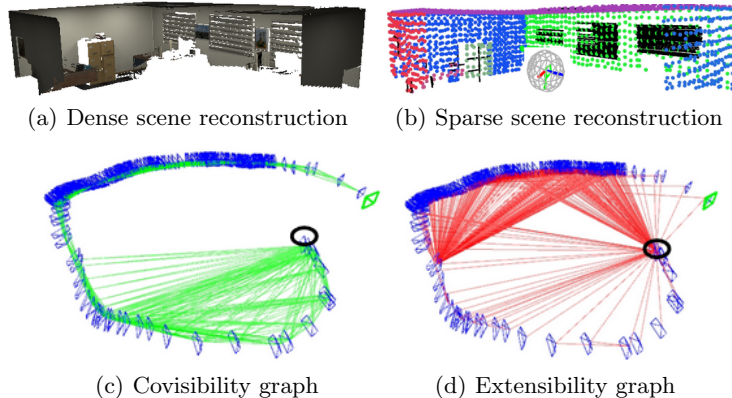 (a) Dense scene reconstruction
(b) Sparse scene reconstruction
(c) Covisibility graph
(d) Extensibility graph